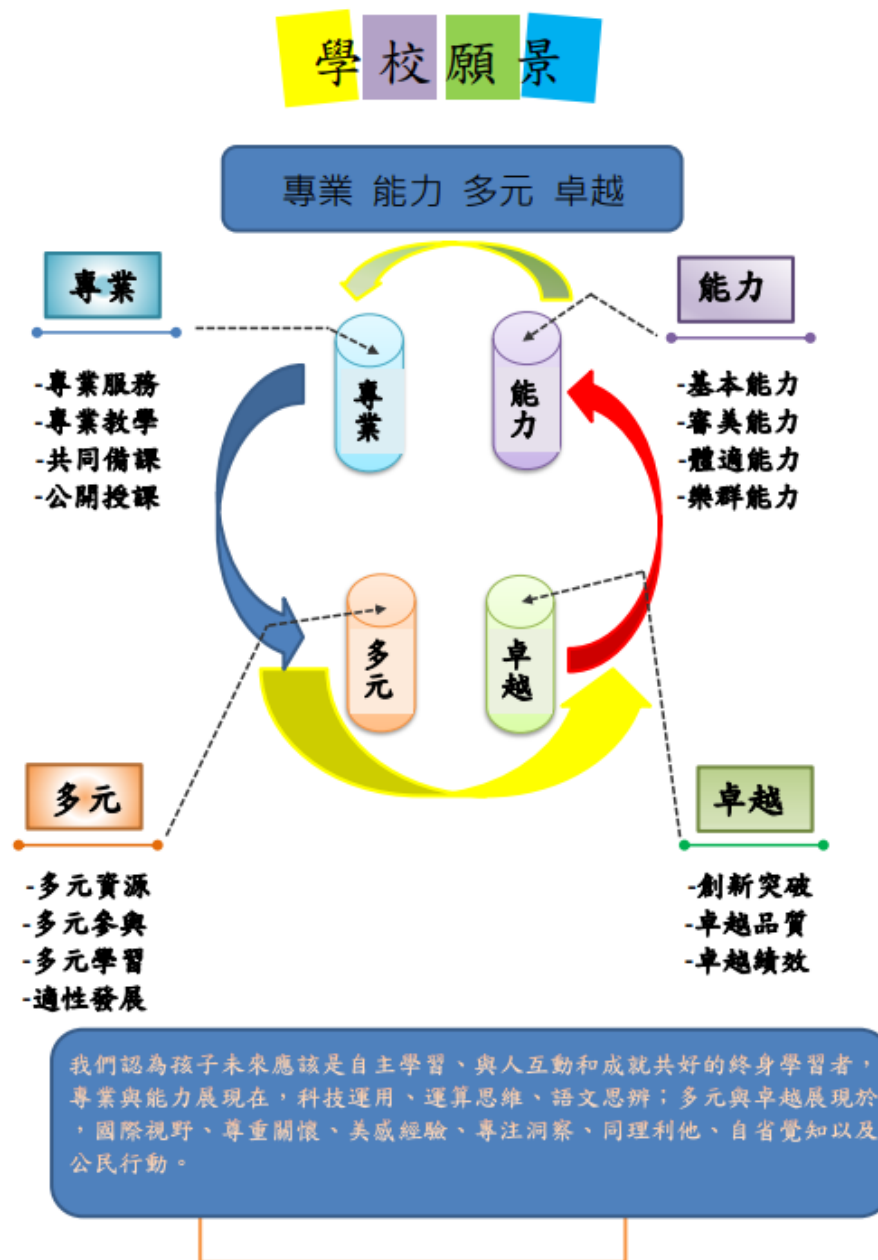 學校願景
專業 能力 多元 卓越
專業
-專業服務
-專業教學
-共同備課
-公開授課
能力
-基本能力
-審美能力
-體適能力
-樂群能力
專業
能力
多元
卓越
多元
-多元資源
-多元參與
-多元學習
-適性發展
卓越
-創新突破
-卓越品質
-卓越績效
我們認為孩子未來應該是自主學習、與人互動和成就共好的終身學習者，
專業與能力展現在，科技運用、運算思維、語文思辨；多元與卓越展現於
，國際視野、尊重關懷、美感經驗、專注洞察、同理利他、自省覺知以及
公民行動。